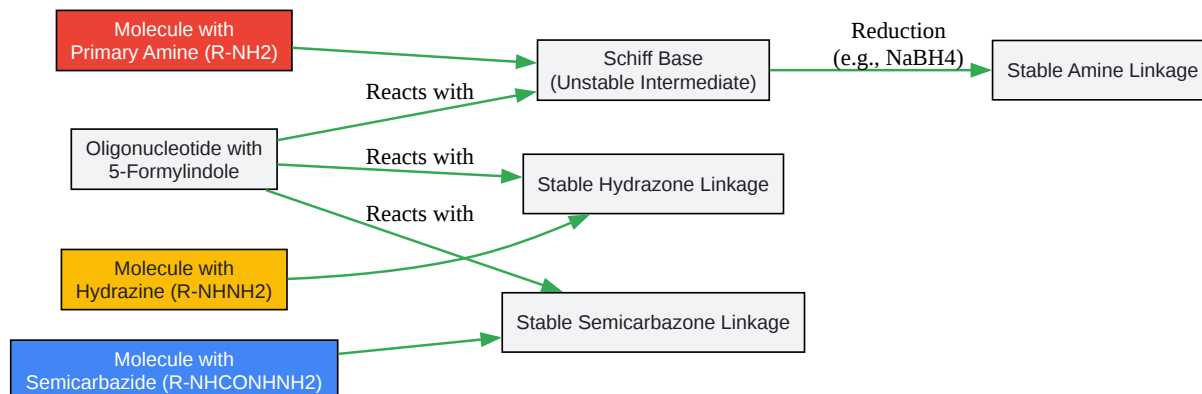 Molecule with
Primary Amine (R-NH2)
Reduction
(e.g., NaBH4)
Schiff Base
(Unstable Intermediate)
Stable Amine Linkage
Reacts with
Oligonucleotide with
5-Formylindole
Reacts with
Stable Hydrazone Linkage
Reacts with
Molecule with
Hydrazine (R-NHNH2)
Stable Semicarbazone Linkage
Molecule with
Semicarbazide (R-NHCONHNH2)